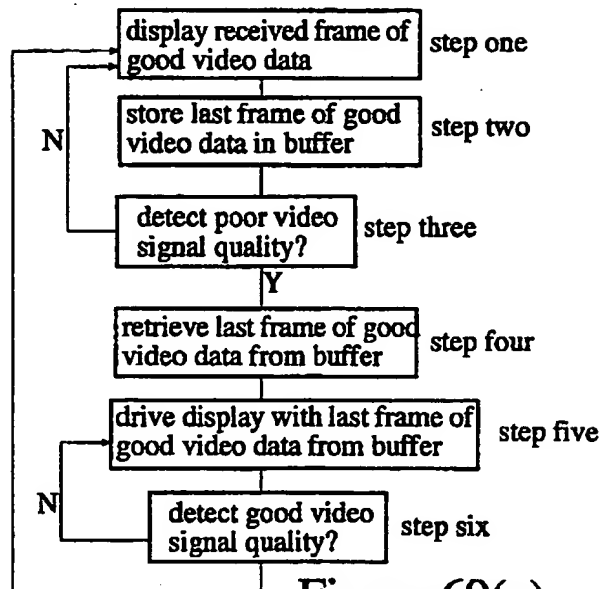 display received frame of
good video data
step one
N
store last frame of good
video data in buffer
step two
detect poor video
signal quality?
step three
Y
retrieve last frame of good
video data from buffer
step four
drive display with last frame of
good video data from buffer
step five
N
detect good video
signal quality?
step six